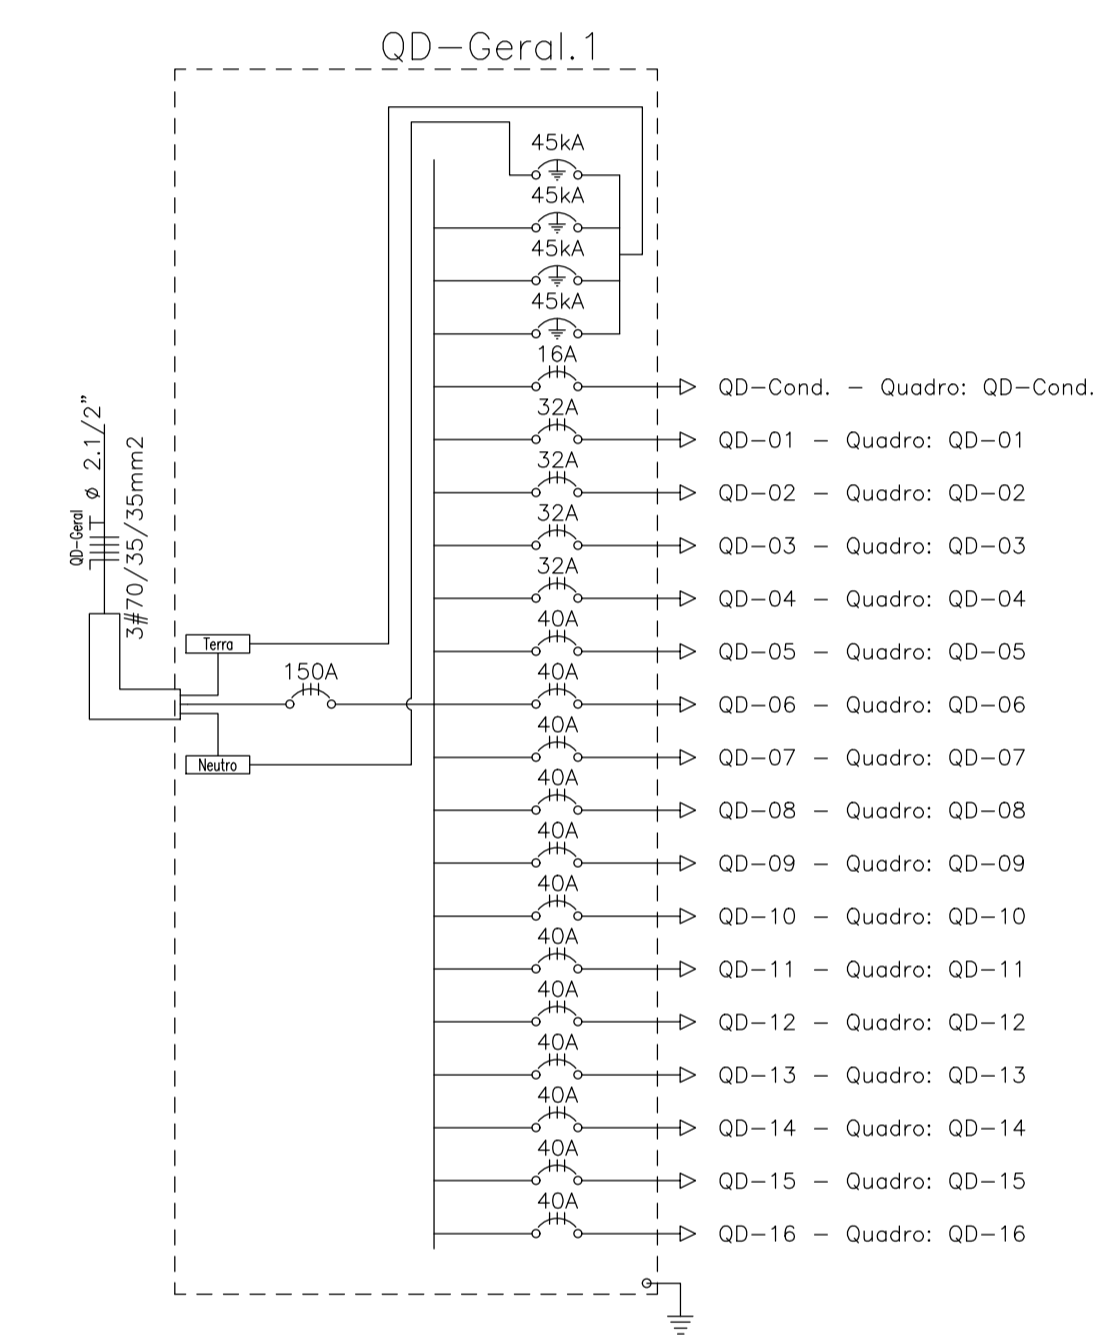 QD-Geral.1
45kA
45kA
45kA
45kA
16A
QD-Cond. - Quadro: QD-Cond.
32A
QD-01 - Quadro: QD-01
32A
QD-02 - Quadro: QD-02
32A
QD-03 - Quadro: QD-03
32A
QD-04 - Quadro: QD-04
40A
QD-05 - Quadro: QD-05
40A
QD-06 - Quadro: QD-06
40A
QD-07 - Quadro: QD-07
40A
QD-08 - Quadro: QD-08
40A
QD-09 - Quadro: QD-09
40A
QD-10 - Quadro: QD-10
40A
QD-11 - Quadro: QD-11
40A
QD-12 - Quadro: QD-12
40A
QD-13 - Quadro: QD-13
40A
QD-14 - Quadro: QD-14
40A
QD-15 - Quadro: QD-15
40A
QD-16 - Quadro: QD-16
QD-Geral
ø 2.1/2"
3#70/35/35mm2
Terra
150A
Neutro